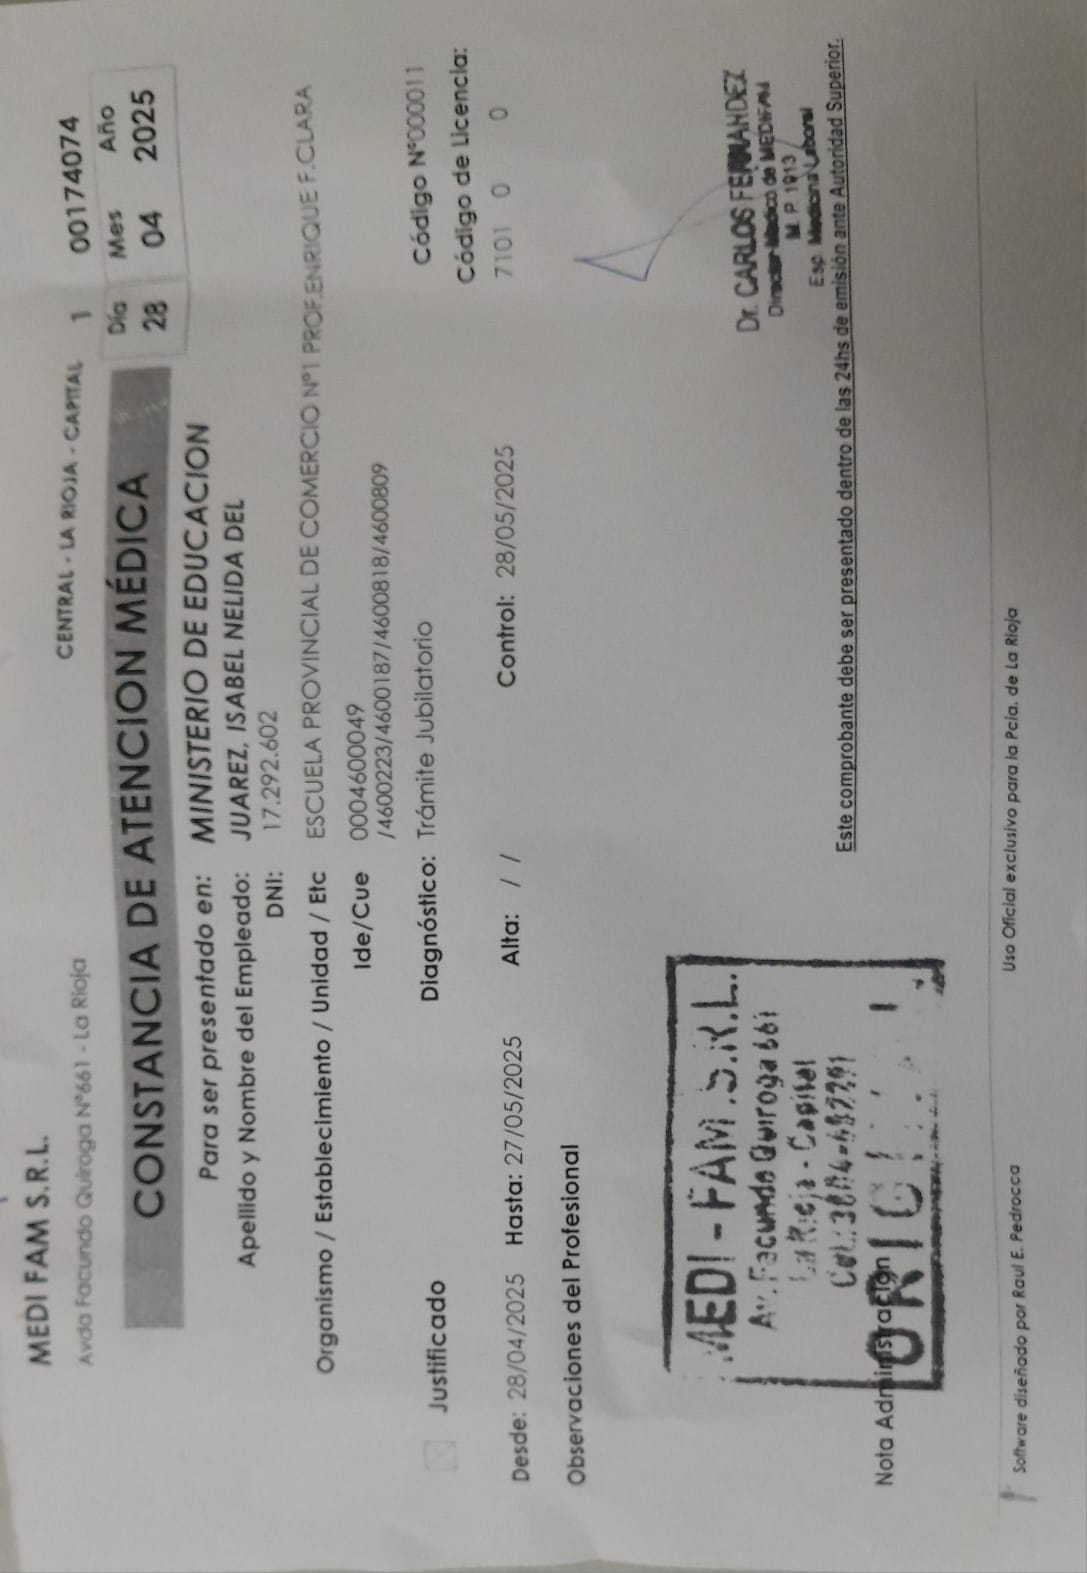 MEDI FAM S.R.L.
Avda Facundo Quiroga Nº661 - La Rioja
CENTRAL - LA RIOJA - CAPITAL 1 00174074
CONSTANCIA DE ATENCION MÉDICA
Día Mes Año
28 04 2025
Para ser presentado en: MINISTERIO DE EDUCACION
Apellido y Nombre del Empleado: JUAREZ, ISABEL NELIDA DEL
DNI: 17.292.602
Organismo / Establecimiento / Unidad / Etc ESCUELA PROVINCIAL DE COMERCIO Nº1 PROF.ENRIQUE F.CLARA
Ide/Cue 0004600049
/4600223/4600187/4600818/4600809
Justificado Diagnóstico: Trámite Jubilatorio Código Nº000011
Código de Licencia:
Desde: 28/04/2025 Hasta: 27/05/2025 Alta: / / Control: 28/05/2025 7101 0 0
Observaciones del Profesional
MEDI - FAM .S.R.L.
Av. Facundo Quiroga 661
La Rioja - Capital
Dr. CARLOS FERNANDEZ
Director Médico de MEDIFAM
M. P. 1913
Esp. Medicina Laboral
Este comprobante debe ser presentado dentro de las 24hs de emisión ante Autoridad Superior.
Nota Administración
Software diseñado por Raul E. Pedrocca Uso Oficial exclusivo para la Pcia. de La Rioja